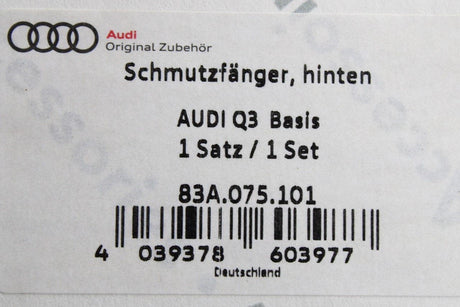 Audi
Original Zubehör
Schmutzfänger, hinten
AUDI Q3 Basis
1 Satz / 1 Set
83A.075.101
4 039378 603977
Deutschland